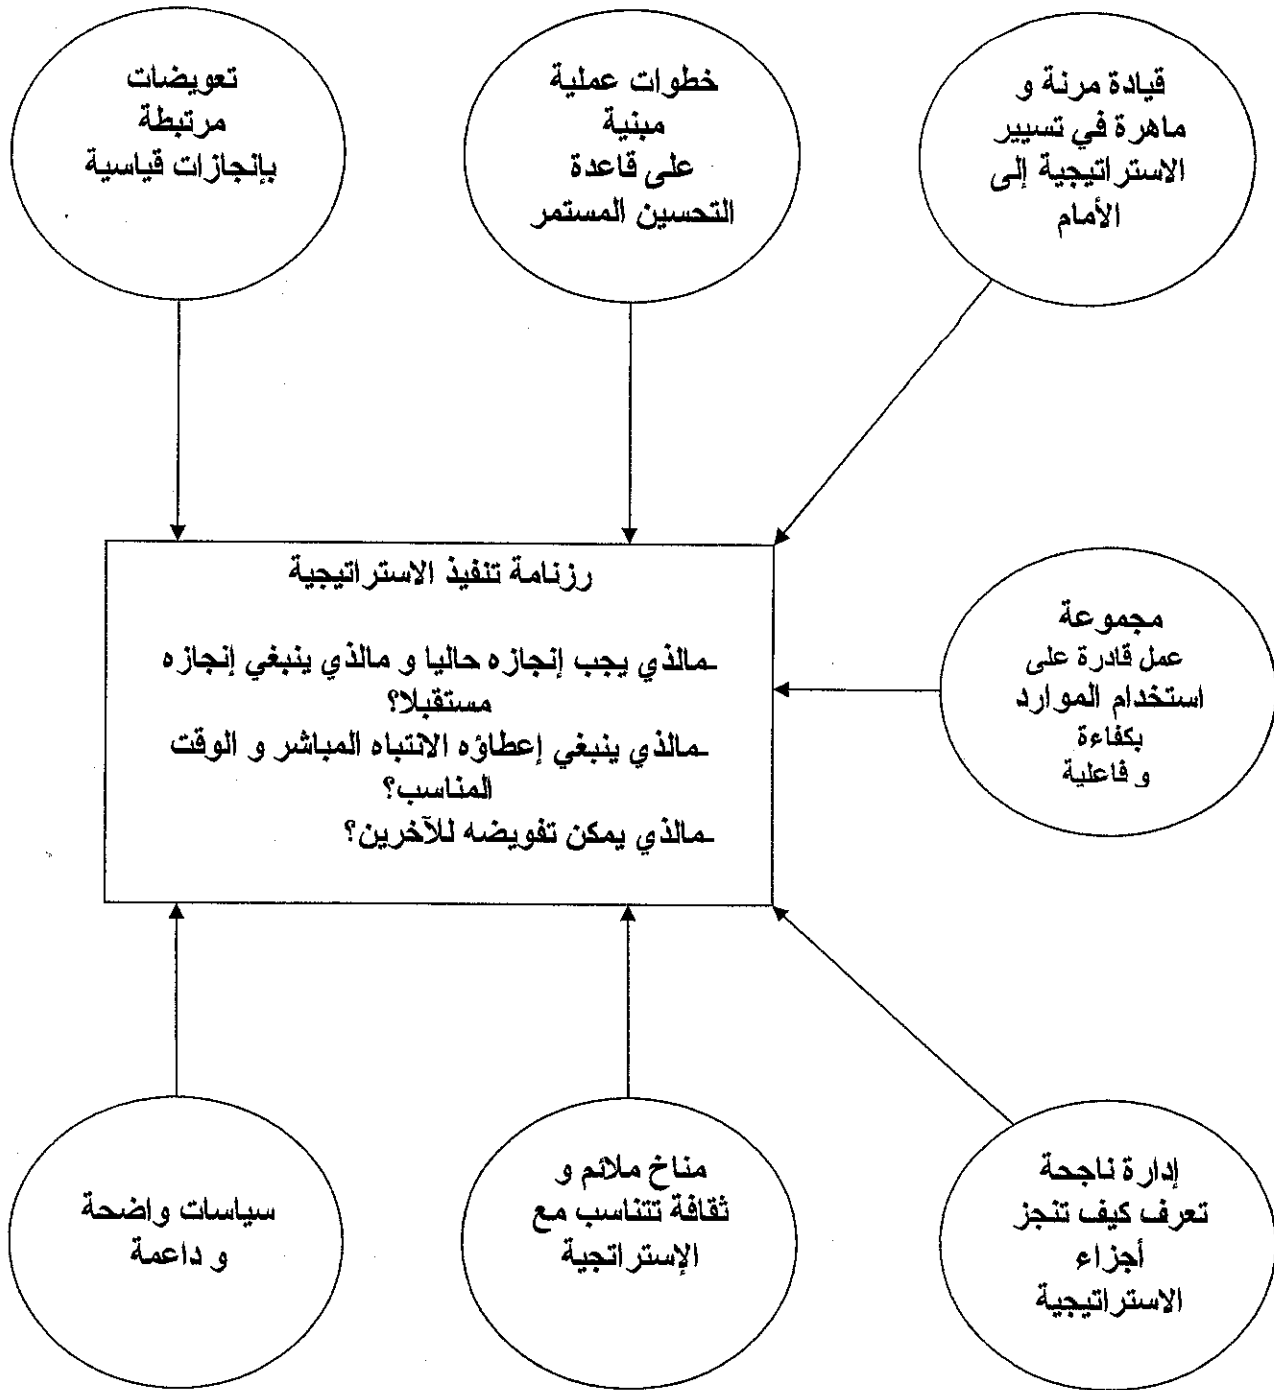 قيادة مرنة و
ماهرة في تسيير
الاستراتيجية إلى
الأمام
خطوات عملية
مبنية
على قاعدة
التحسين المستمر
تعويضات
مرتبطة
بإنجازات قياسية
رزنامة تنفيذ الاستراتيجية
-مالذي يجب إنجازه حاليا و مالذي ينبغي إنجازه
مستقبلا؟
-مالذي ينبغي إعطاؤه الانتباه المباشر و الوقت
المناسب؟
-مالذي يمكن تفويضه للآخرين؟
مجموعة
عمل قادرة على
استخدام الموارد
بكفاءة
و فاعلية
إدارة ناجحة
تعرف كيف تنجز
أجزاء
الاستراتيجية
مناخ ملائم و
ثقافة تتناسب مع
الإستراتجية
سياسات واضحة
و داعمة